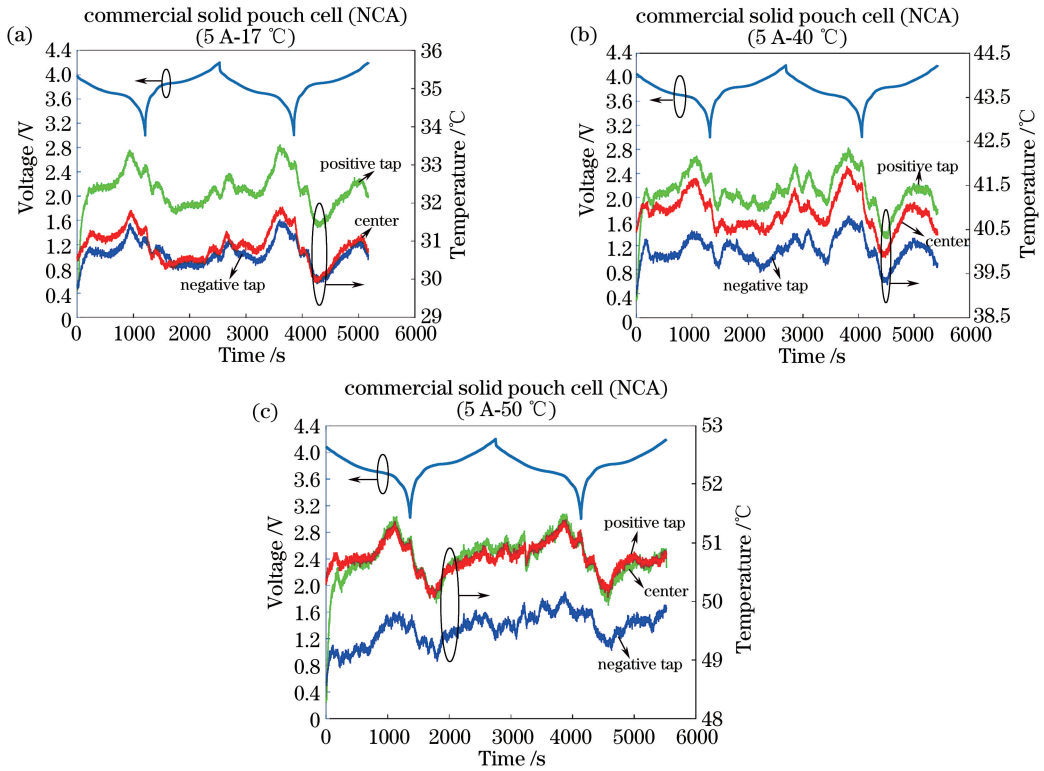 commercial solid pouch cell (NCA)
(a)
(5 A-17 ℃)
4.4
4.0
3.6
3.2
2.8
2.4
2.0
1.6
1.2
0.8
0.4
0
Voltage /V
36
35
34
33
32
31
30
29
Temperature /℃
positive tap
center
negative tap
0 1000 2000 3000 4000 5000 6000
Time /s
commercial solid pouch cell (NCA)
(b)
(5 A-40 ℃)
4.4
4.0
3.6
3.2
2.8
2.4
2.0
1.6
1.2
0.8
0.4
0
Voltage /V
44.5
43.5
42.5
41.5
40.5
39.5
38.5
Temperature /℃
positive tap
center
negative tap
0 1000 2000 3000 4000 5000 6000
Time /s
commercial solid pouch cell (NCA)
(c)
(5 A-50 ℃)
4.4
4.0
3.6
3.2
2.8
2.4
2.0
1.6
1.2
0.8
0.4
0
Voltage /V
53
52
51
50
49
48
Temperature /℃
positive tap
center
negative tap
0 1000 2000 3000 4000 5000 6000
Time /s